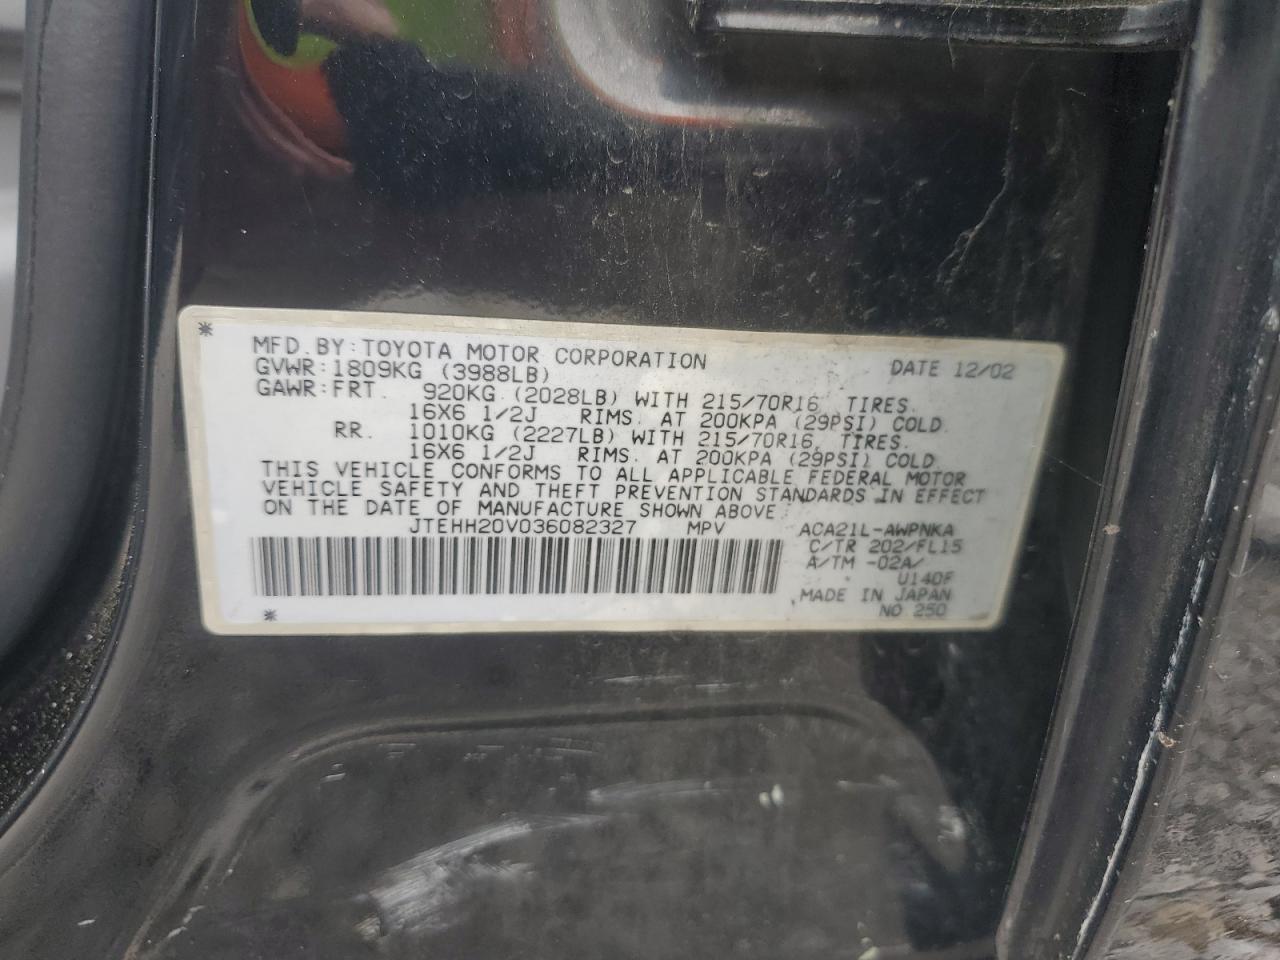 MFD. BY: TOYOTA MOTOR CORPORATION DATE 12/02
GVWR: 1809KG (3988LB)
GAWR: FRT. 920KG (2028LB) WITH 215/70R16 TIRES.
16X6 1/2J RIMS. AT 200KPA (29PSI) COLD.
RR. 1010KG (2227LB) WITH 215/70R16 TIRES.
16X6 1/2J RIMS. AT 200KPA (29PSI) COLD
THIS VEHICLE CONFORMS TO ALL APPLICABLE FEDERAL MOTOR
VEHICLE SAFETY AND THEFT PREVENTION STANDARDS IN EFFECT
ON THE DATE OF MANUFACTURE SHOWN ABOVE
JTEHH20V036082327 MPV ACA21L-AWPNKA
C/TR 202/FL15
A/TM -02A/
U140F
MADE IN JAPAN
NO 250